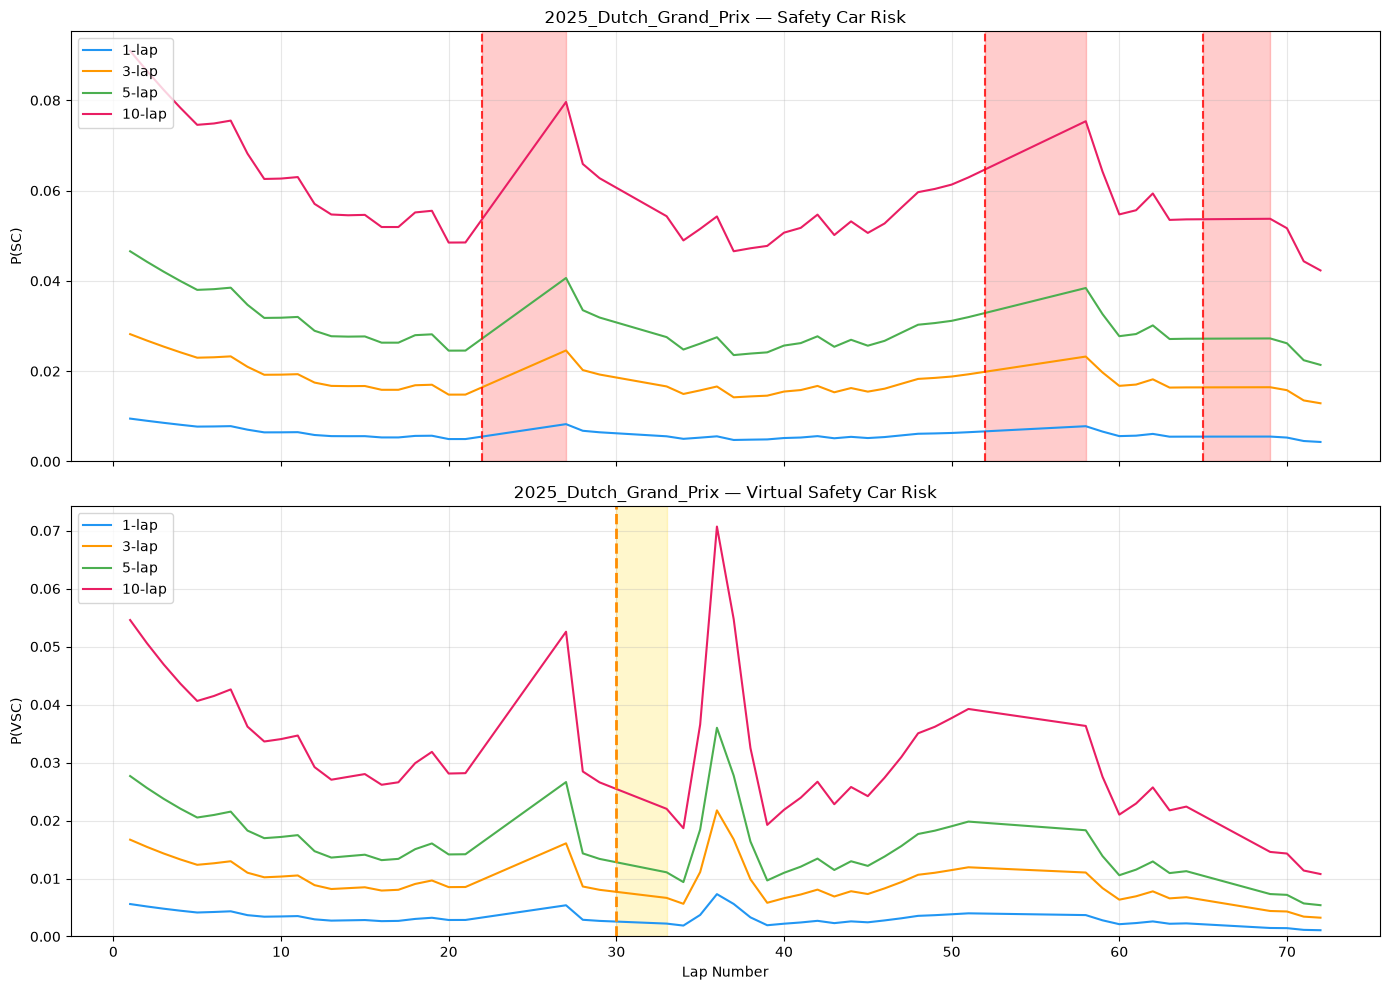 2025_Dutch_Grand_Prix — Safety Car Risk
1-lap
3-lap
5-lap
10-lap
P(SC)
0.08
0.06
0.04
0.02
0.00
2025_Dutch_Grand_Prix — Virtual Safety Car Risk
1-lap
3-lap
5-lap
10-lap
P(VSC)
0.07
0.06
0.05
0.04
0.03
0.02
0.01
0.00
0 10 20 30 40 50 60 70
Lap Number